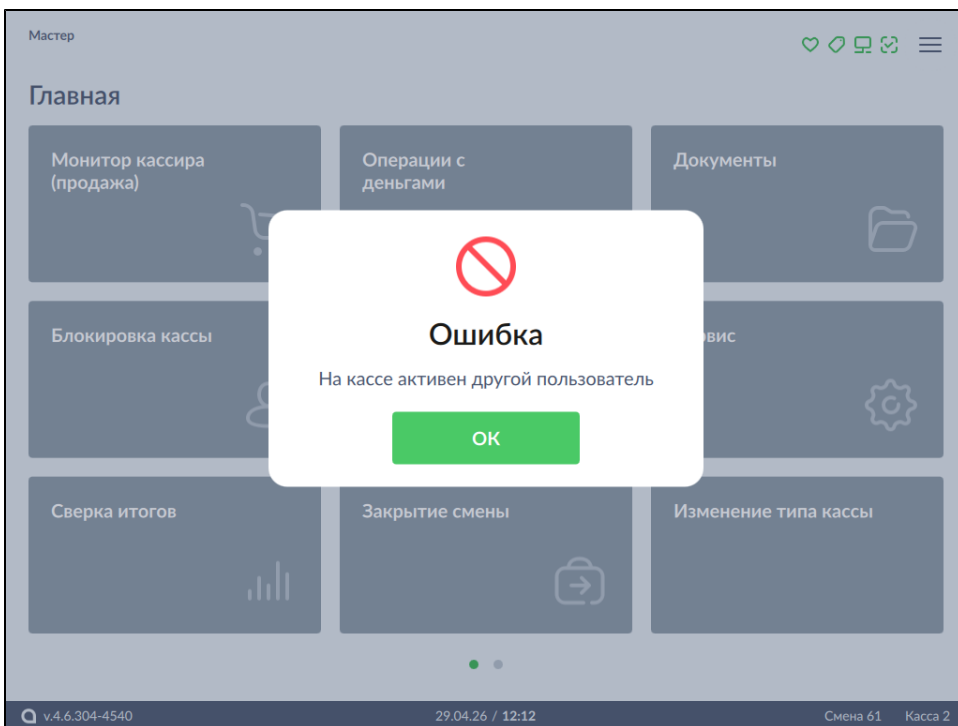 Мастер
Главная
Монитор кассира
(продажа)
Операции с
деньгами
Документы
Блокировка кассы
рвис
Ошибка
На кассе активен другой пользователь
ОК
Сверка итогов
Закрытие смены
Изменение типа кассы
v.4.6.304-4540
29.04.26 / 12:12
Смена 61
Касса 2